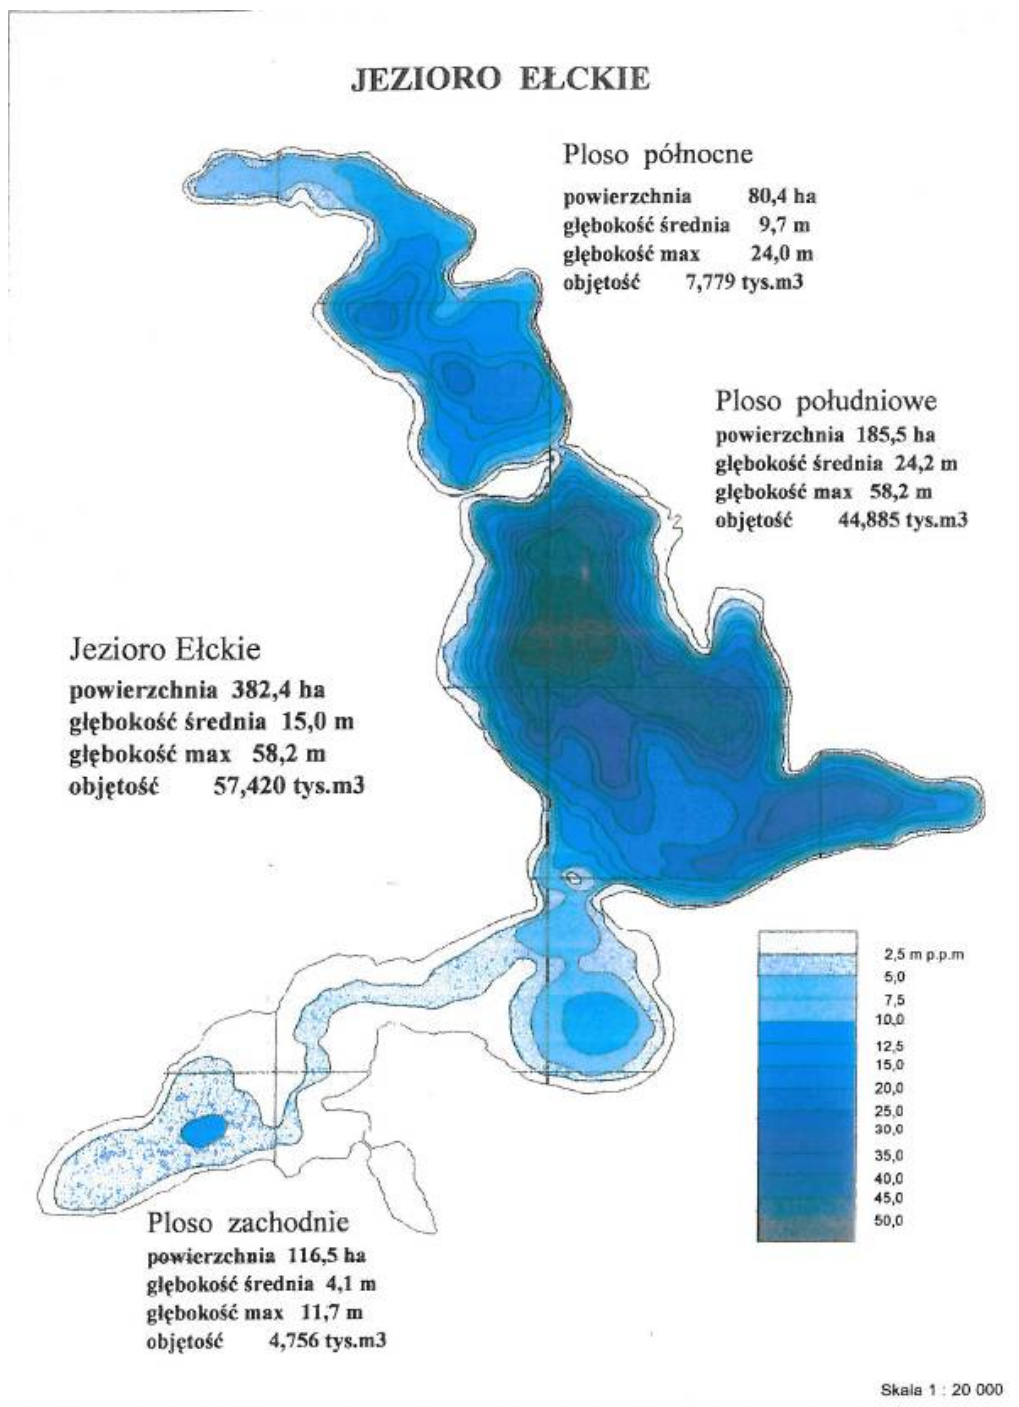 JEZIORO EŁCKIE
Ploso północne
powierzchnia 80,4 ha
głębokość średnia 9,7 m
głębokość max 24,0 m
objętość 7,779 tys.m3
Ploso południowe
powierzchnia 185,5 ha
głębokość średnia 24,2 m
głębokość max 58,2 m
objętość 44,885 tys.m3
Jezioro Ełckie
powierzchnia 382,4 ha
głębokość średnia 15,0 m
głębokość max 58,2 m
objętość 57,420 tys.m3
2,5 m p.p.m
5,0
7,5
10,0
12,5
15,0
20,0
25,0
30,0
35,0
40,0
45,0
50,0
Ploso zachodnie
powierzchnia 116,5 ha
głębokość średnia 4,1 m
głębokość max 11,7 m
objętość 4,756 tys.m3
Skala 1 : 20 000